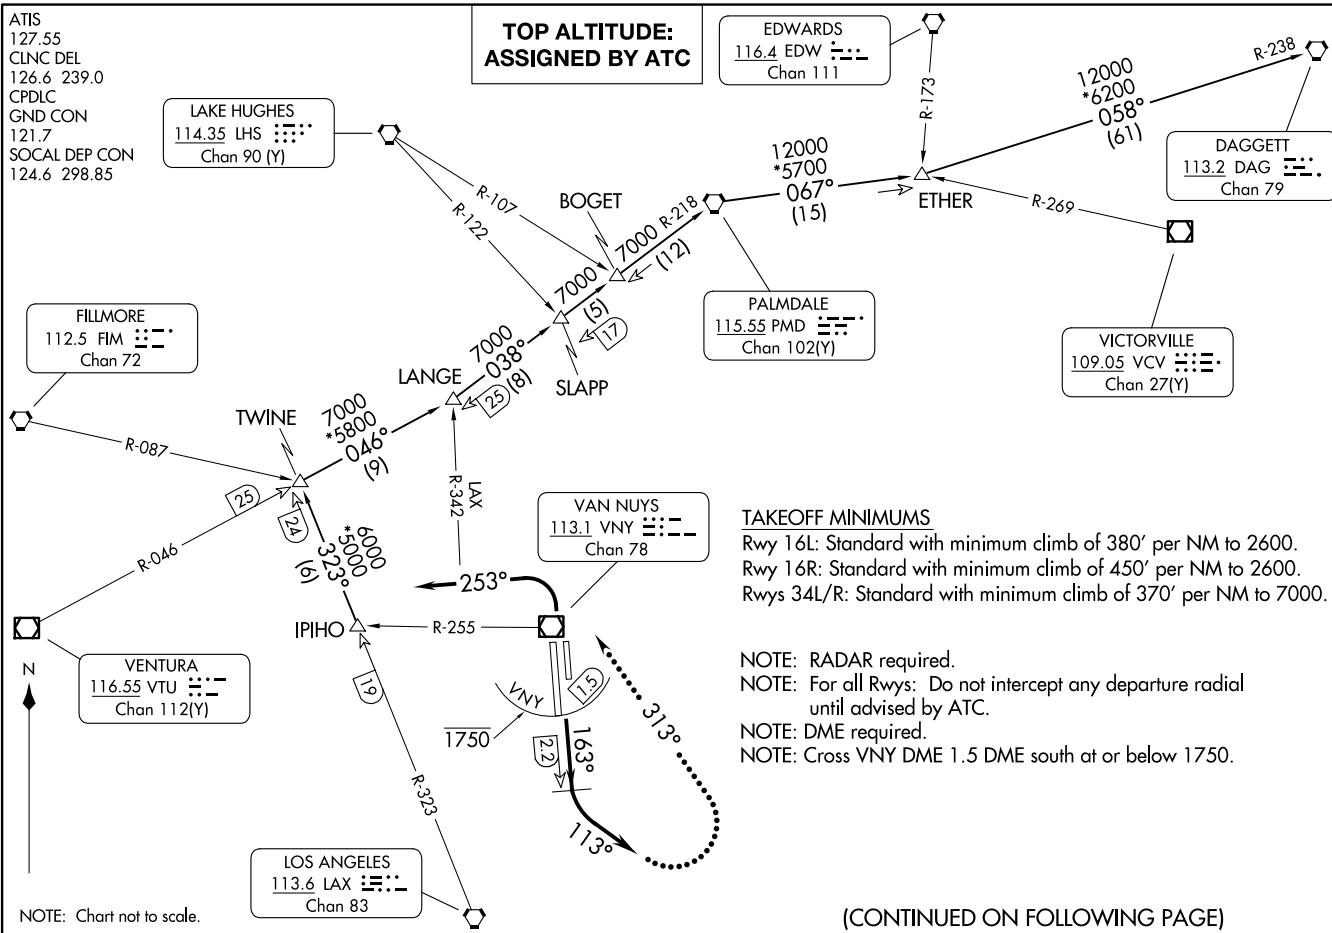 ATIS
127.55
CLNC DEL
126.6 239.0
CPDLC
GND CON
121.7
SOCAL DEP CON
124.6 298.85
TOP ALTITUDE:
ASSIGNED BY ATC
EDWARDS
116.4 EDW
Chan 111
LAKE HUGHES
114.35 LHS
Chan 90 (Y)
R-238
12000
*6200
058°
(61)
R-173
DAGGETT
113.2 DAG
Chan 79
12000
*5700
067°
(15)
ETHER
R-269
R-107
R-122
BOGET
7000 R-218
(12)
7000
(5)
17
PALMDALE
115.55 PMD
Chan 102(Y)
VICTORVILLE
109.05 VCV
Chan 27(Y)
FILLMORE
112.5 FIM
Chan 72
LANGE
7000
038°
(8)
25
SLAPP
TWINE
7000
*5800
046°
(9)
R-087
25
24
R-046
6000
*5000
323°
(6)
LAX
R-342
VAN NUYS
113.1 VNY
Chan 78
253°
IPIHO
R-255
TAKEOFF MINIMUMS
Rwy 16L: Standard with minimum climb of 380' per NM to 2600.
Rwy 16R: Standard with minimum climb of 450' per NM to 2600.
Rwys 34L/R: Standard with minimum climb of 370' per NM to 7000.
VENTURA
116.55 VTU
Chan 112(Y)
N
19
VNY
1.5
1750
2.2
163°
313°
113°
NOTE: RADAR required.
NOTE: For all Rwys: Do not intercept any departure radial
until advised by ATC.
NOTE: DME required.
NOTE: Cross VNY DME 1.5 DME south at or below 1750.
R-323
LOS ANGELES
113.6 LAX
Chan 83
NOTE: Chart not to scale.
(CONTINUED ON FOLLOWING PAGE)